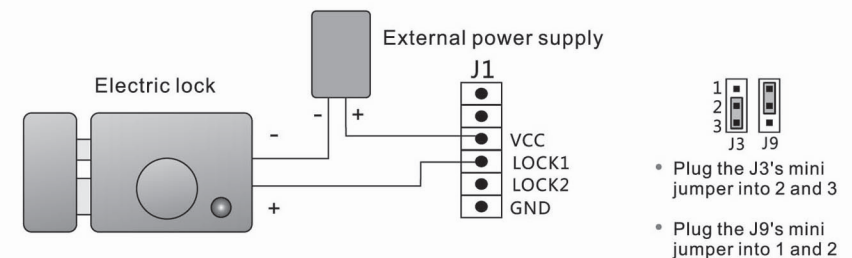 External power supply
J1
Electric lock
- +
-
+
VCC
LOCK1
LOCK2
GND
1
2
3
J3 J9
• Plug the J3's mini
jumper into 2 and 3
• Plug the J9's mini
jumper into 1 and 2